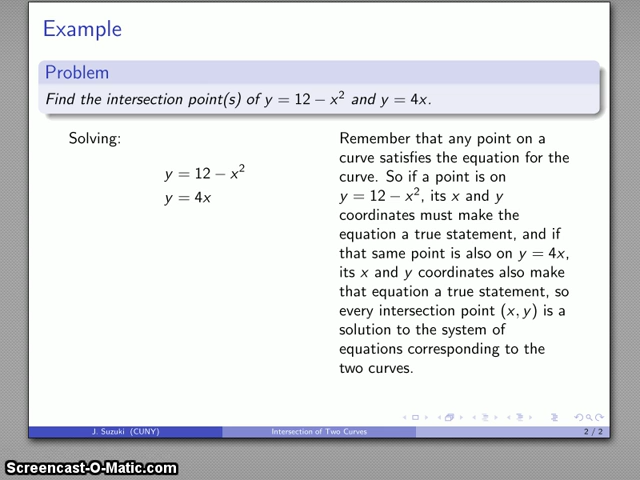 Example
Problem
Find the intersection point(s) of y = 12 − x² and y = 4x.
Solving:
y = 12 − x²
y = 4x
Remember that any point on a
curve satisfies the equation for the
curve. So if a point is on
y = 12 − x², its x and y
coordinates must make the
equation a true statement, and if
that same point is also on y = 4x,
its x and y coordinates also make
that equation a true statement, so
every intersection point (x, y) is a
solution to the system of
equations corresponding to the
two curves.
J. Suzuki (CUNY)
Intersection of Two Curves
2 / 2
Screencast-O-Matic.com